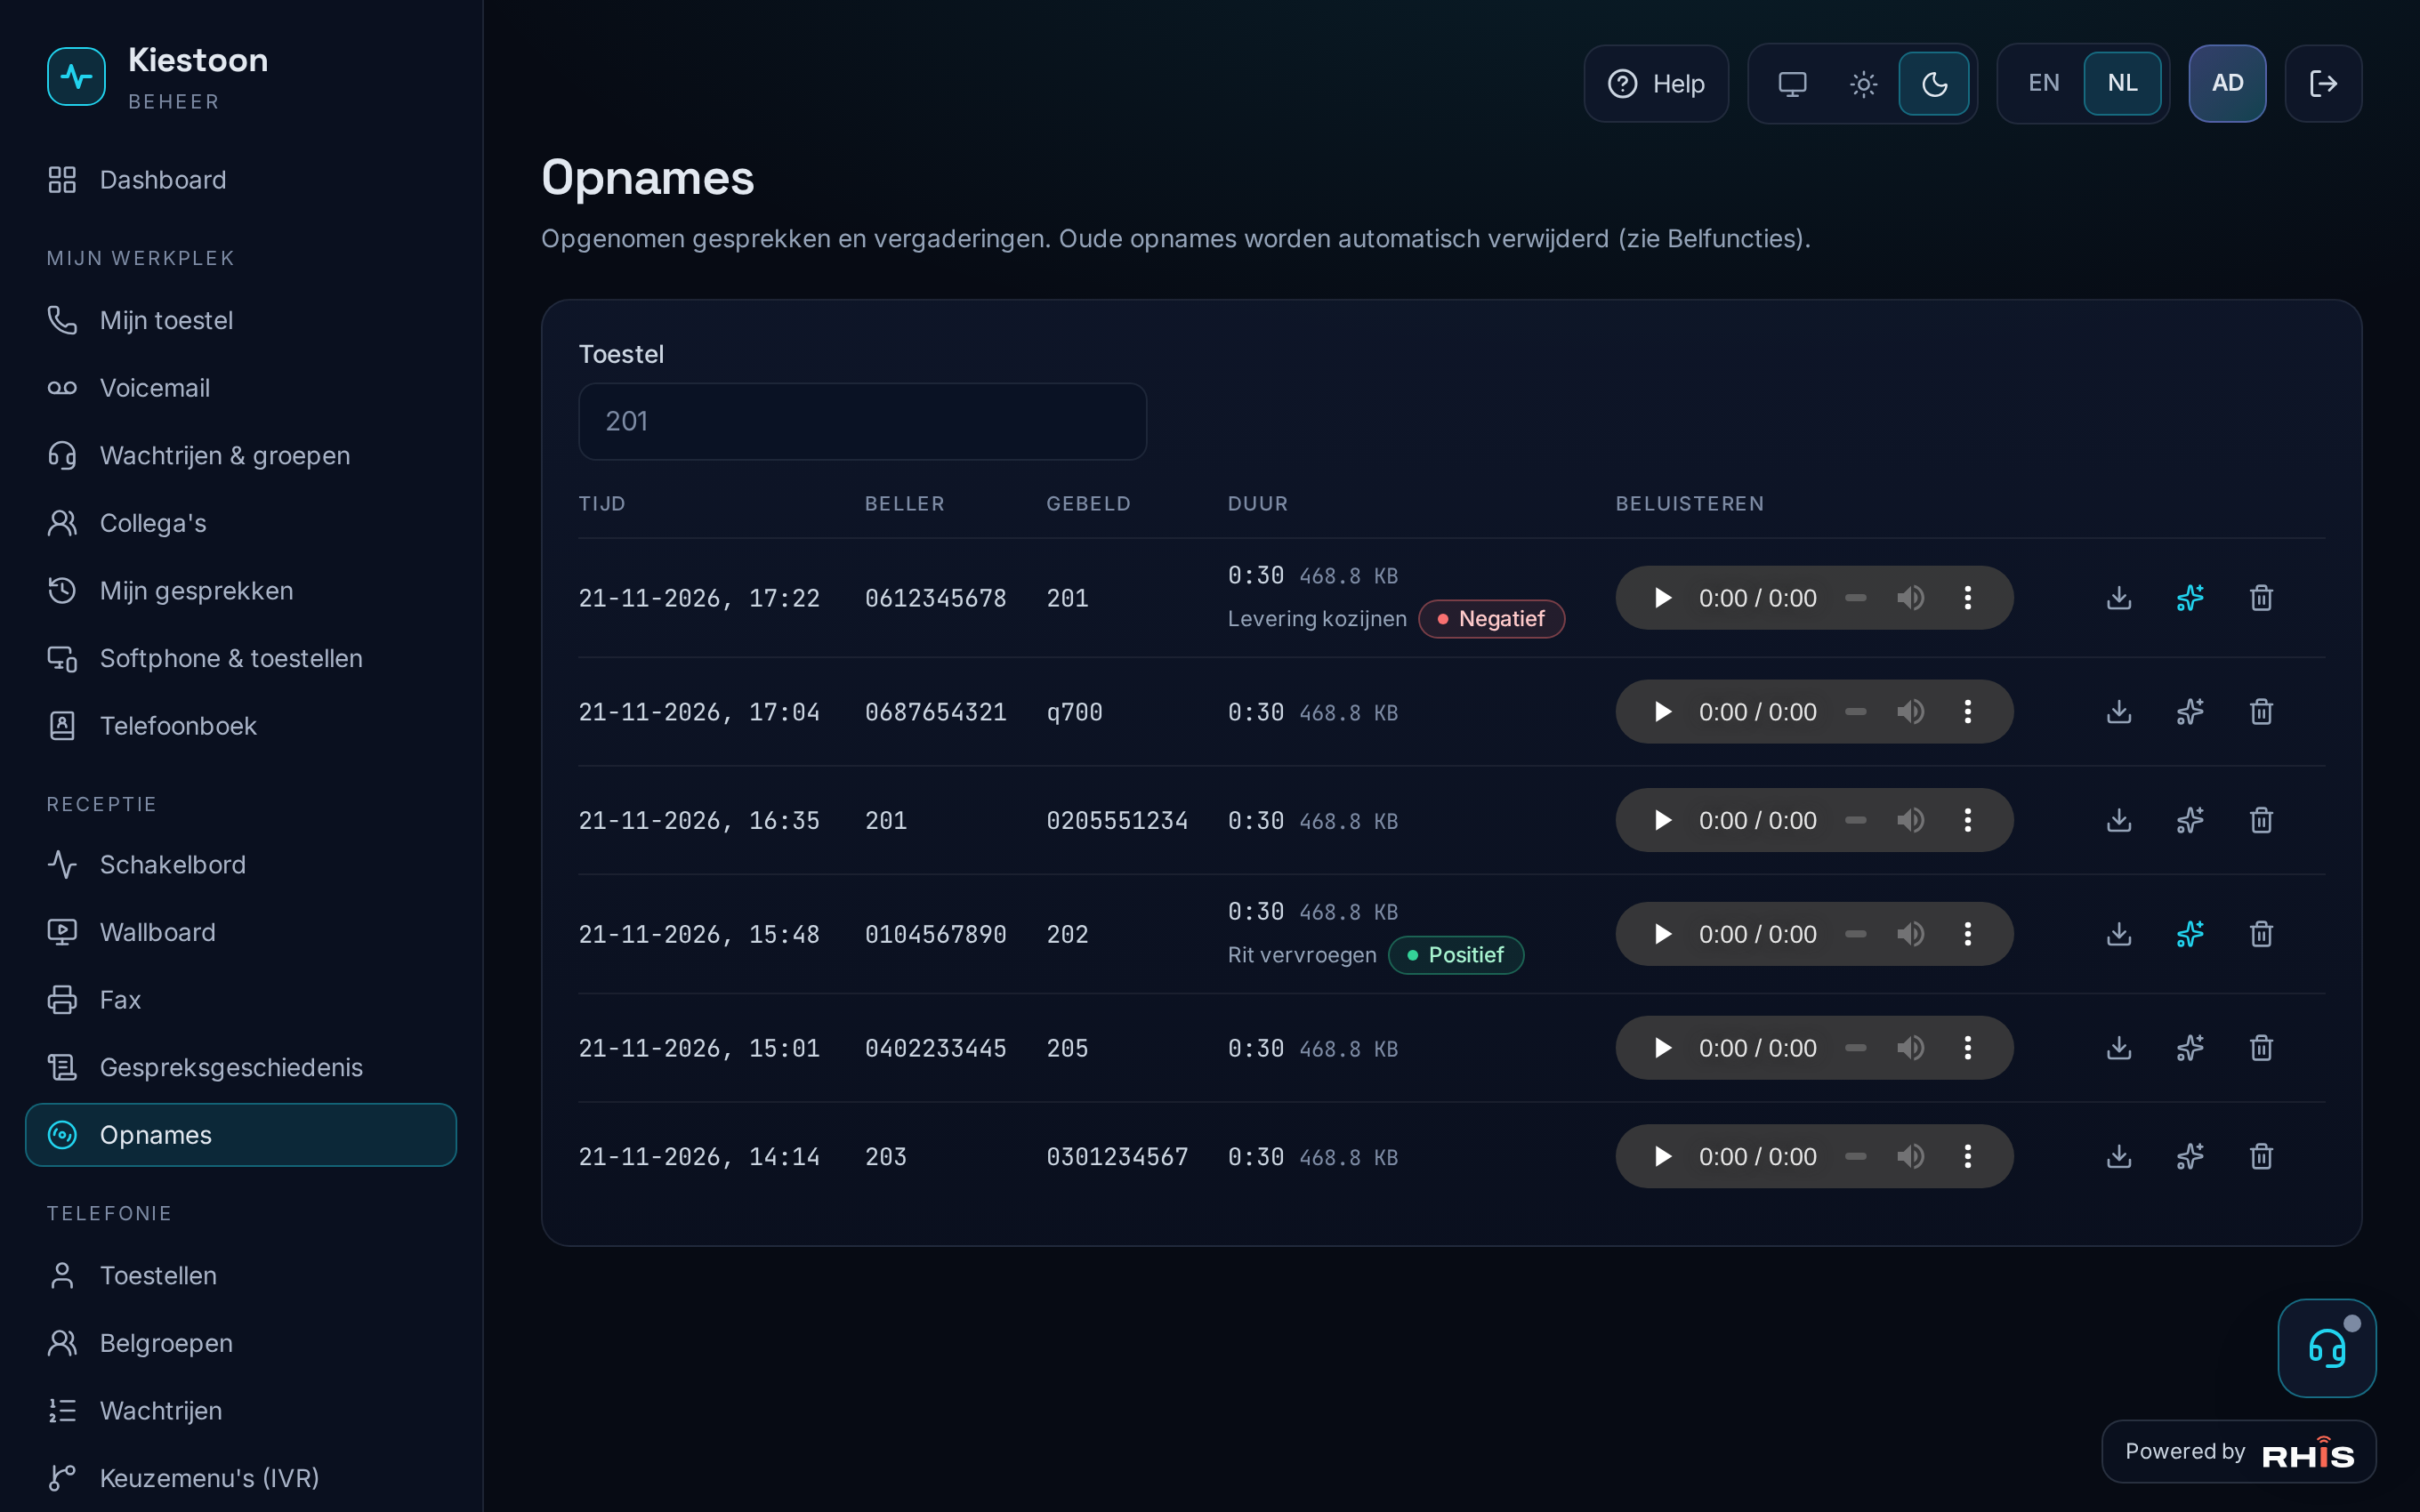 Kiestoon
BEHEER
Dashboard
MIJN WERKPLEK
Mijn toestel
Voicemail
Wachtrijen & groepen
Collega's
Mijn gesprekken
Softphone & toestellen
Telefoonboek
RECEPTIE
Schakelbord
Wallboard
Fax
Gespreksgeschiedenis
Opnames
TELEFONIE
Toestellen
Belgroepen
Wachtrijen
Keuzemenu's (IVR)
Help EN NL AD
Opnames
Opgenomen gesprekken en vergaderingen. Oude opnames worden automatisch verwijderd (zie Belfuncties).
Toestel
201
TIJD BELLER GEBELD DUUR BELUISTEREN
21-11-2026, 17:22 0612345678 201 0:30 468.8 KB 0:00 / 0:00
Levering kozijnen Negatief
21-11-2026, 17:04 0687654321 q700 0:30 468.8 KB 0:00 / 0:00
21-11-2026, 16:35 201 0205551234 0:30 468.8 KB 0:00 / 0:00
21-11-2026, 15:48 0104567890 202 0:30 468.8 KB 0:00 / 0:00
Rit vervroegen Positief
21-11-2026, 15:01 0402233445 205 0:30 468.8 KB 0:00 / 0:00
21-11-2026, 14:14 203 0301234567 0:30 468.8 KB 0:00 / 0:00
Powered by RHIS